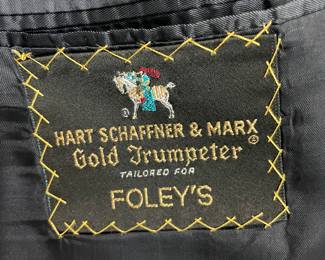 ®
HART SCHAFFNER & MARX
Gold Trumpeter ®
TAILORED FOR
FOLEY'S